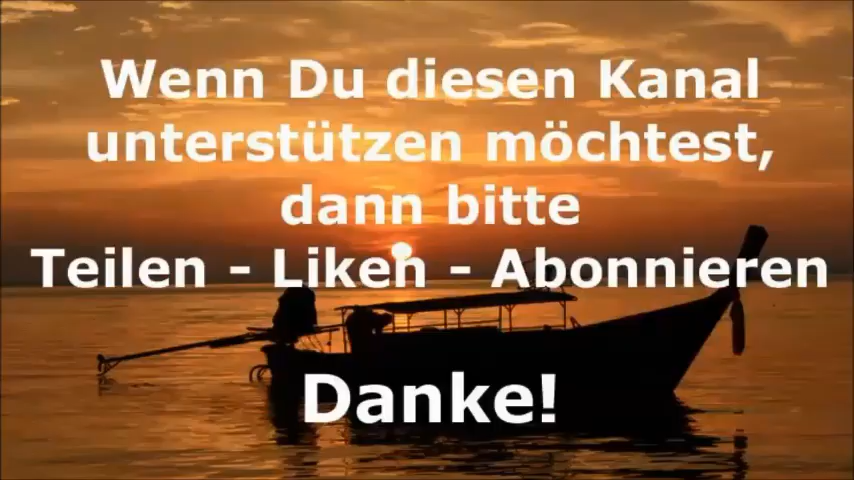 Wenn Du diesen Kanal
unterstützen möchtest,
dann bitte
Teilen - Liken - Abonnieren
Danke!